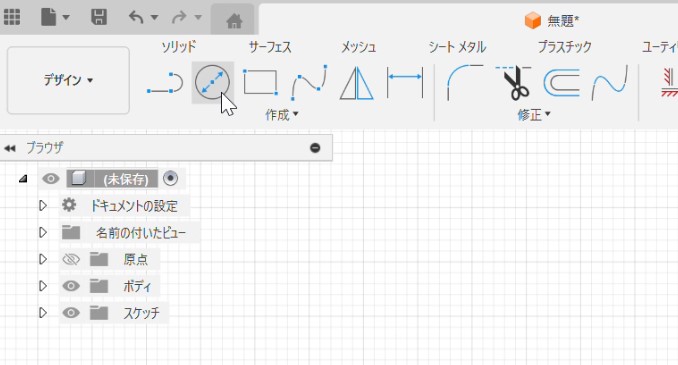 無題*
ソリッド サーフェス メッシュ シート メタル プラスチック ユーティリ
デザイン ▾
作成 ▾ 修正 ▾
ブラウザ
(未保存)
ドキュメントの設定
名前の付いたビュー
原点
ボディ
スケッチ